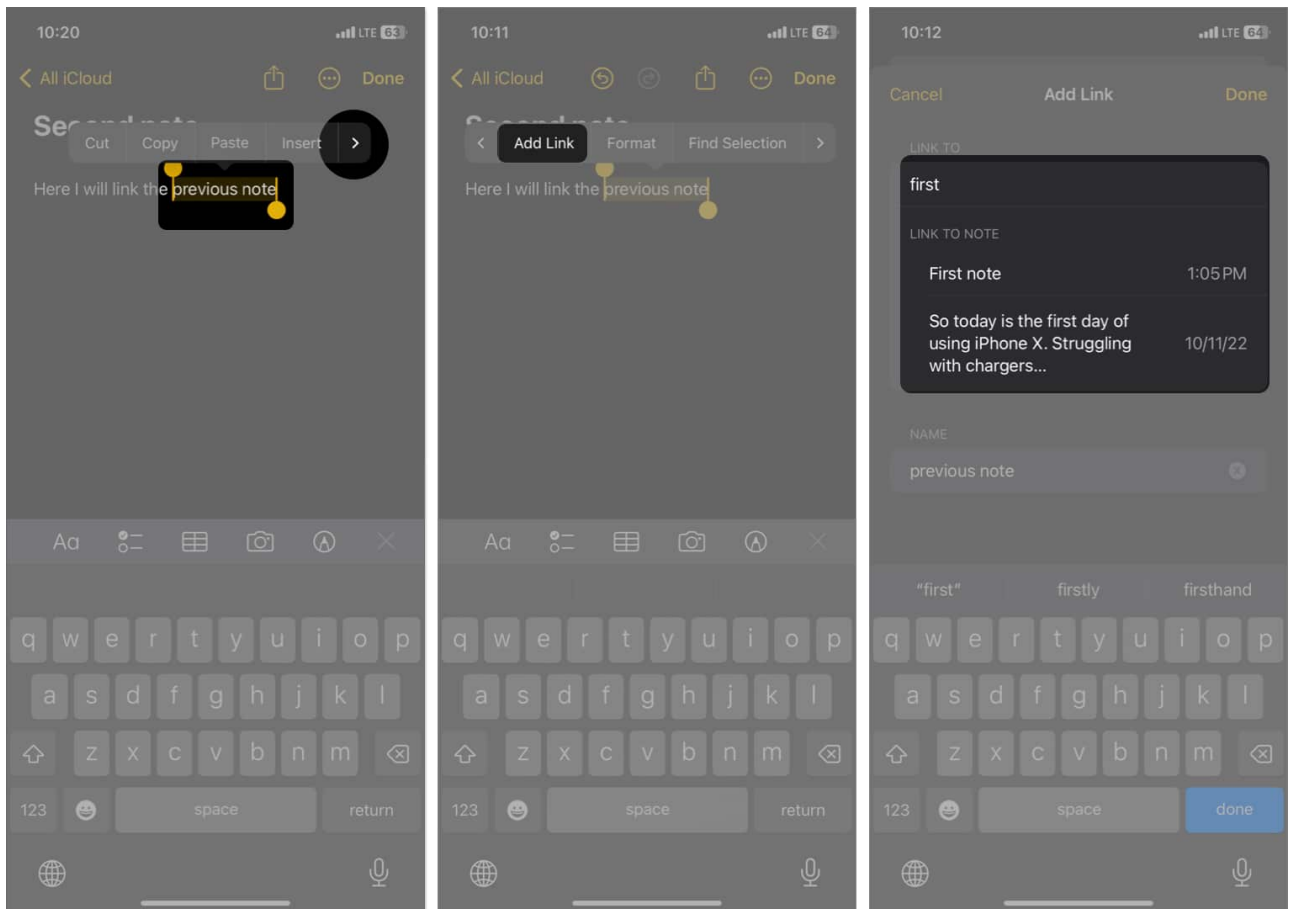 10:20 LTE 63
All iCloud Done
Second note
Cut Copy Paste Insert
Here I will link the previous note
Aa
q w e r t y u i o p
a s d f g h j k l
z x c v b n m
123 space return
10:11 LTE 64
All iCloud Done
Second note
Add Link Format Find Selection
Here I will link the previous note
Aa
q w e r t y u i o p
a s d f g h j k l
z x c v b n m
123 space return
10:12 LTE 64
Cancel Add Link Done
LINK TO
first
LINK TO NOTE
First note 1:05 PM
So today is the first day of
using iPhone X. Struggling
with chargers... 10/11/22
NAME
previous note
"first" firstly firsthand
q w e r t y u i o p
a s d f g h j k l
z x c v b n m
123 space done